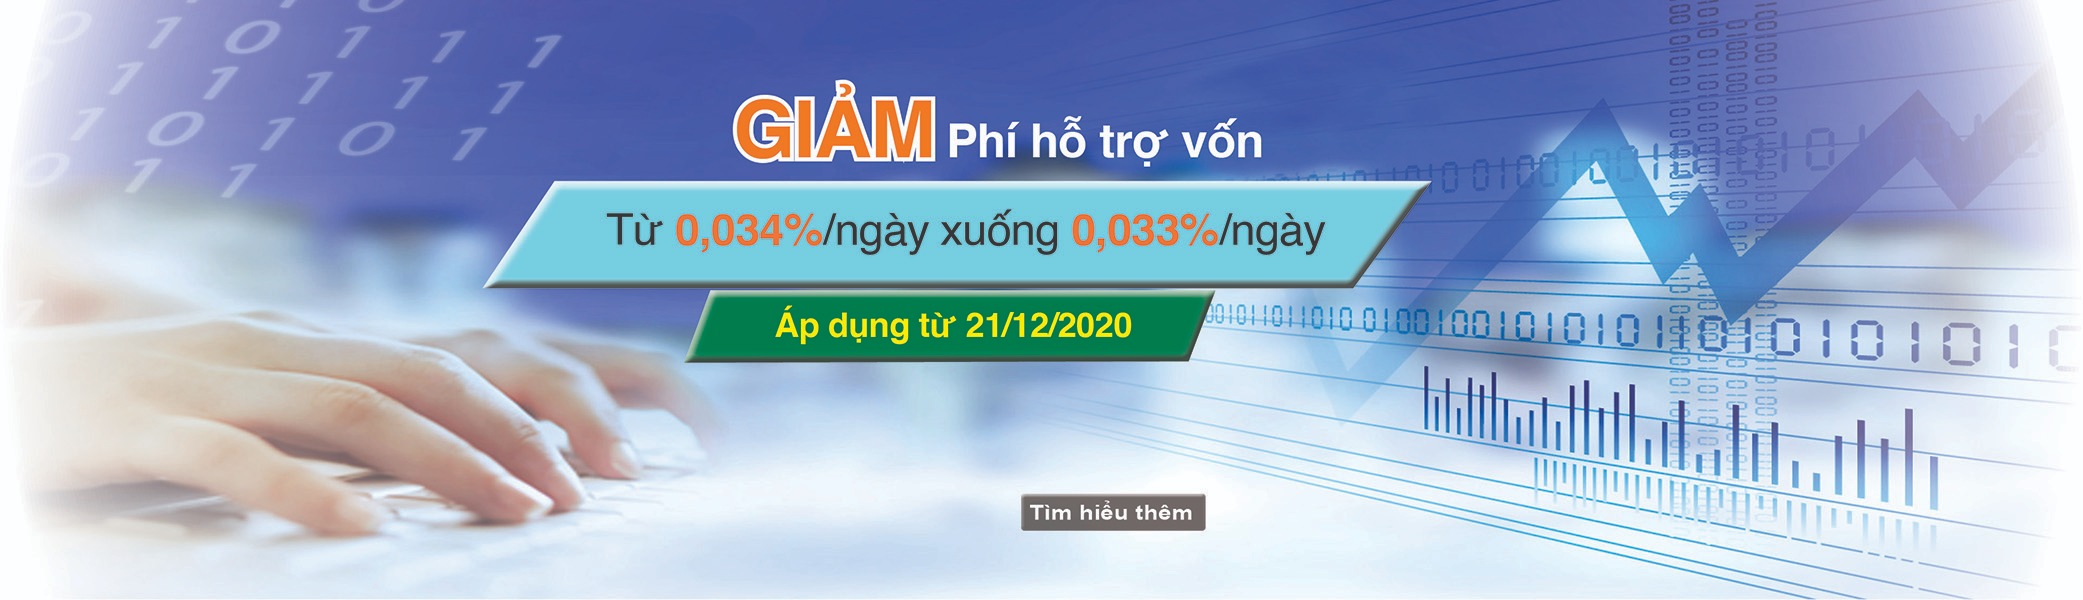 GIẢM Phí hỗ trợ vốn
Từ 0,034%/ngày xuống 0,033%/ngày
Áp dụng từ 21/12/2020
Tìm hiểu thêm